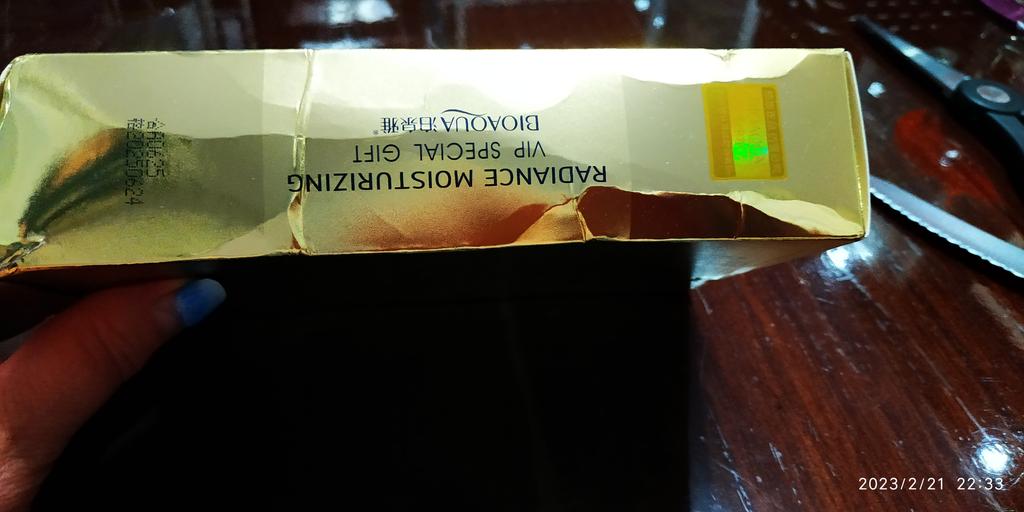 RADIANCE MOISTURIZING
VIP SPECIAL GIFT
BIOAQUA泊泉雅®
20250624
2023/2/21 22:33